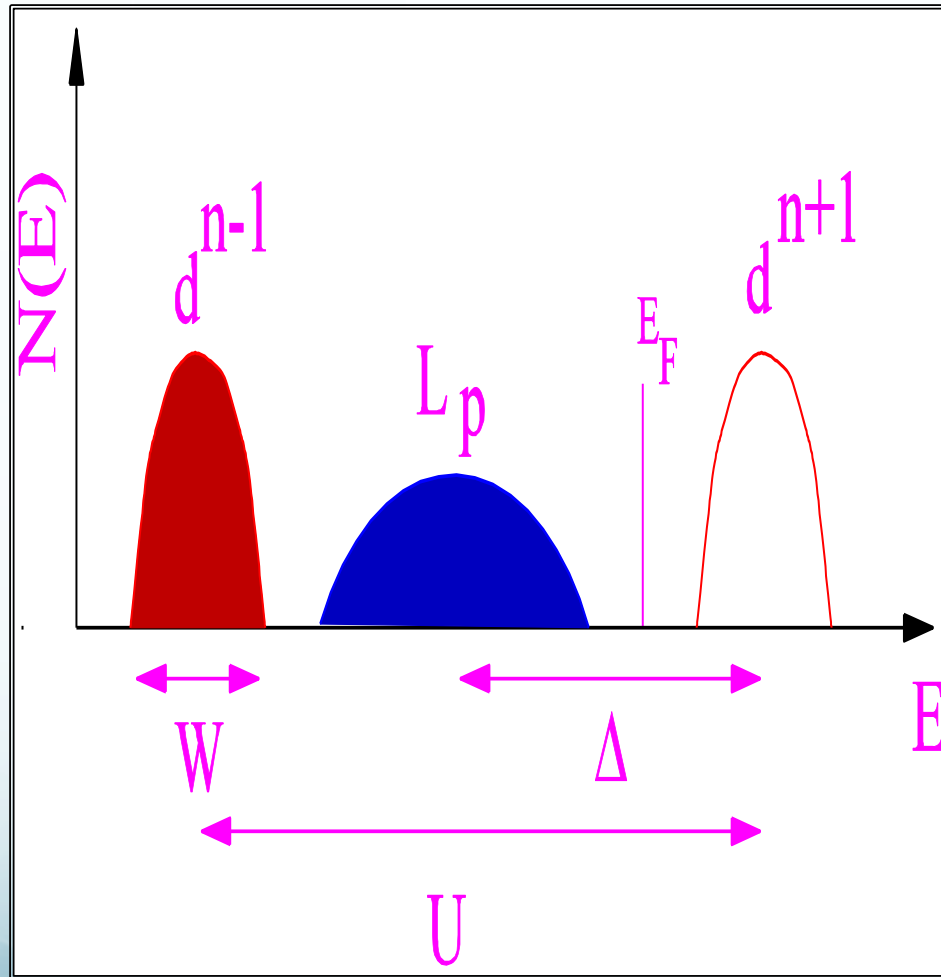 N(E)
d^{n-1}
L_p
E_F
d^{n+1}
W
Δ
E
U